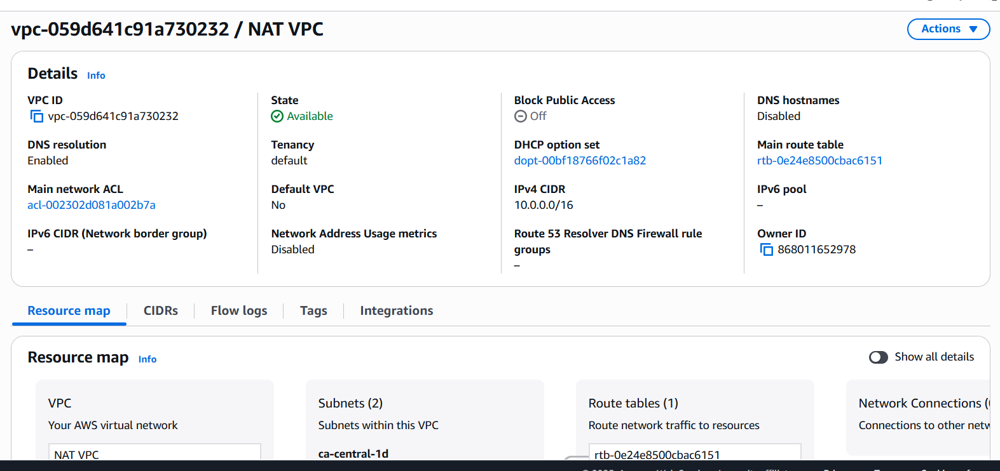 vpc-059d641c91a730232 / NAT VPC
Actions
Details Info
VPC ID
vpc-059d641c91a730232
State
Available
Block Public Access
Off
DNS hostnames
Disabled
DNS resolution
Enabled
Tenancy
default
DHCP option set
dopt-00bf18766f02c1a82
Main route table
rtb-0e24e8500cbac6151
Main network ACL
acl-002302d081a002b7a
Default VPC
No
IPv4 CIDR
10.0.0.0/16
IPv6 pool
–
IPv6 CIDR (Network border group)
–
Network Address Usage metrics
Disabled
Route 53 Resolver DNS Firewall rule
groups
–
Owner ID
868011652978
Resource map
CIDRs
Flow logs
Tags
Integrations
Resource map Info
Show all details
VPC
Your AWS virtual network
NAT VPC
Subnets (2)
Subnets within this VPC
ca-central-1d
Route tables (1)
Route network traffic to resources
rtb-0e24e8500cbac6151
Network Connections
Connections to other